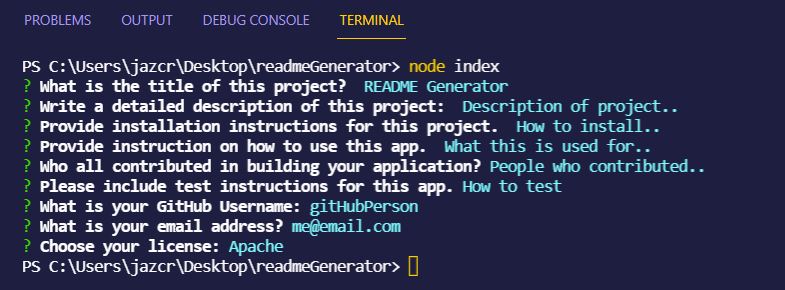 PROBLEMS OUTPUT DEBUG CONSOLE TERMINAL
PS C:\Users\jazcr\Desktop\readmeGenerator> node index
? What is the title of this project? README Generator
? Write a detailed description of this project: Description of project..
? Provide installation instructions for this project. How to install..
? Provide instruction on how to use this app. What this is used for..
? Who all contributed in building your application? People who contributed..
? Please include test instructions for this app. How to test
? What is your GitHub Username: gitHubPerson
? What is your email address? me@email.com
? Choose your license: Apache
PS C:\Users\jazcr\Desktop\readmeGenerator>